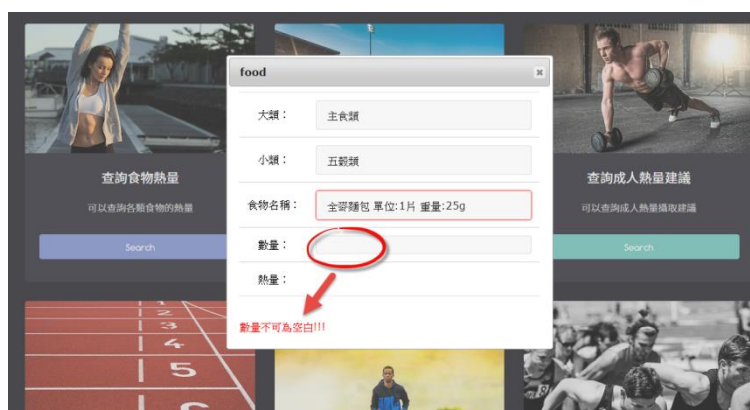 food
大類：
主食類
小類：
五穀類
食物名稱：
全麥麵包 單位:1片 重量:25g
數量：
熱量：
數量不可為空白!!!
查詢食物熱量
可以查詢各類食物的熱量
Search
查詢成人熱量建議
可以查詢成人熱量攝取建議
Search
2
3
4
5